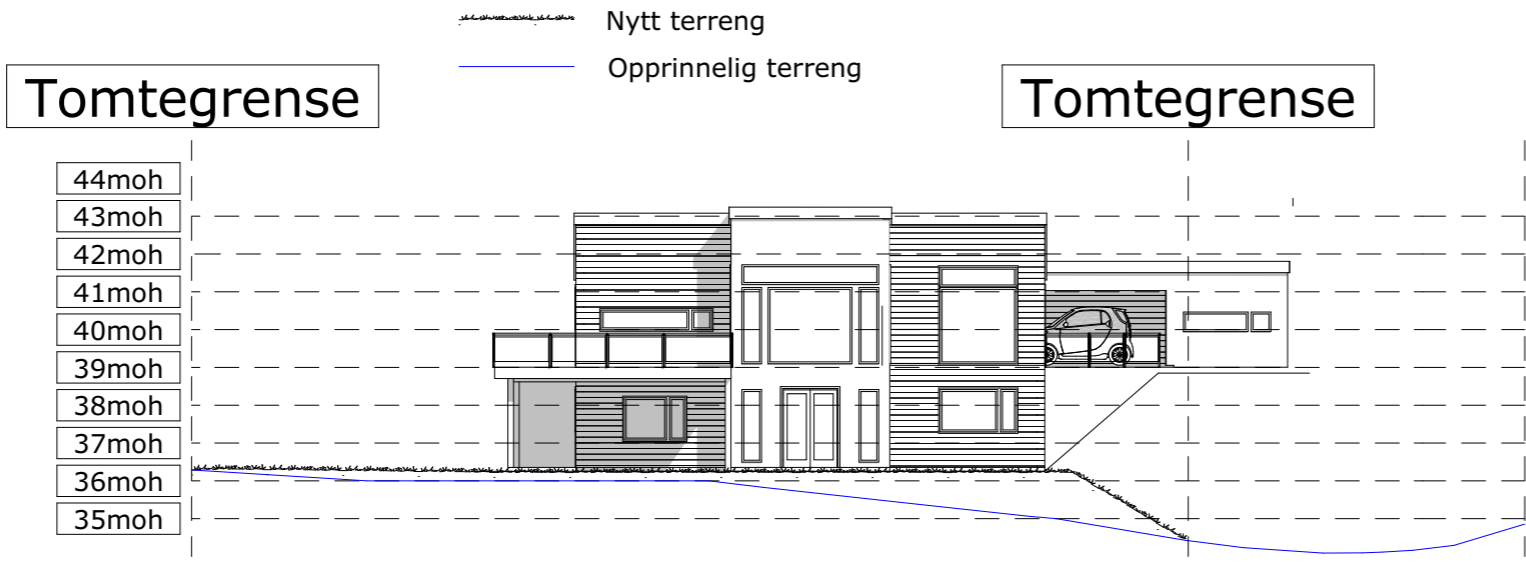 Nytt terreng
Opprinnelig terreng
Tomtegrense
Tomtegrense
44moh
43moh
42moh
41moh
40moh
39moh
38moh
37moh
36moh
35moh